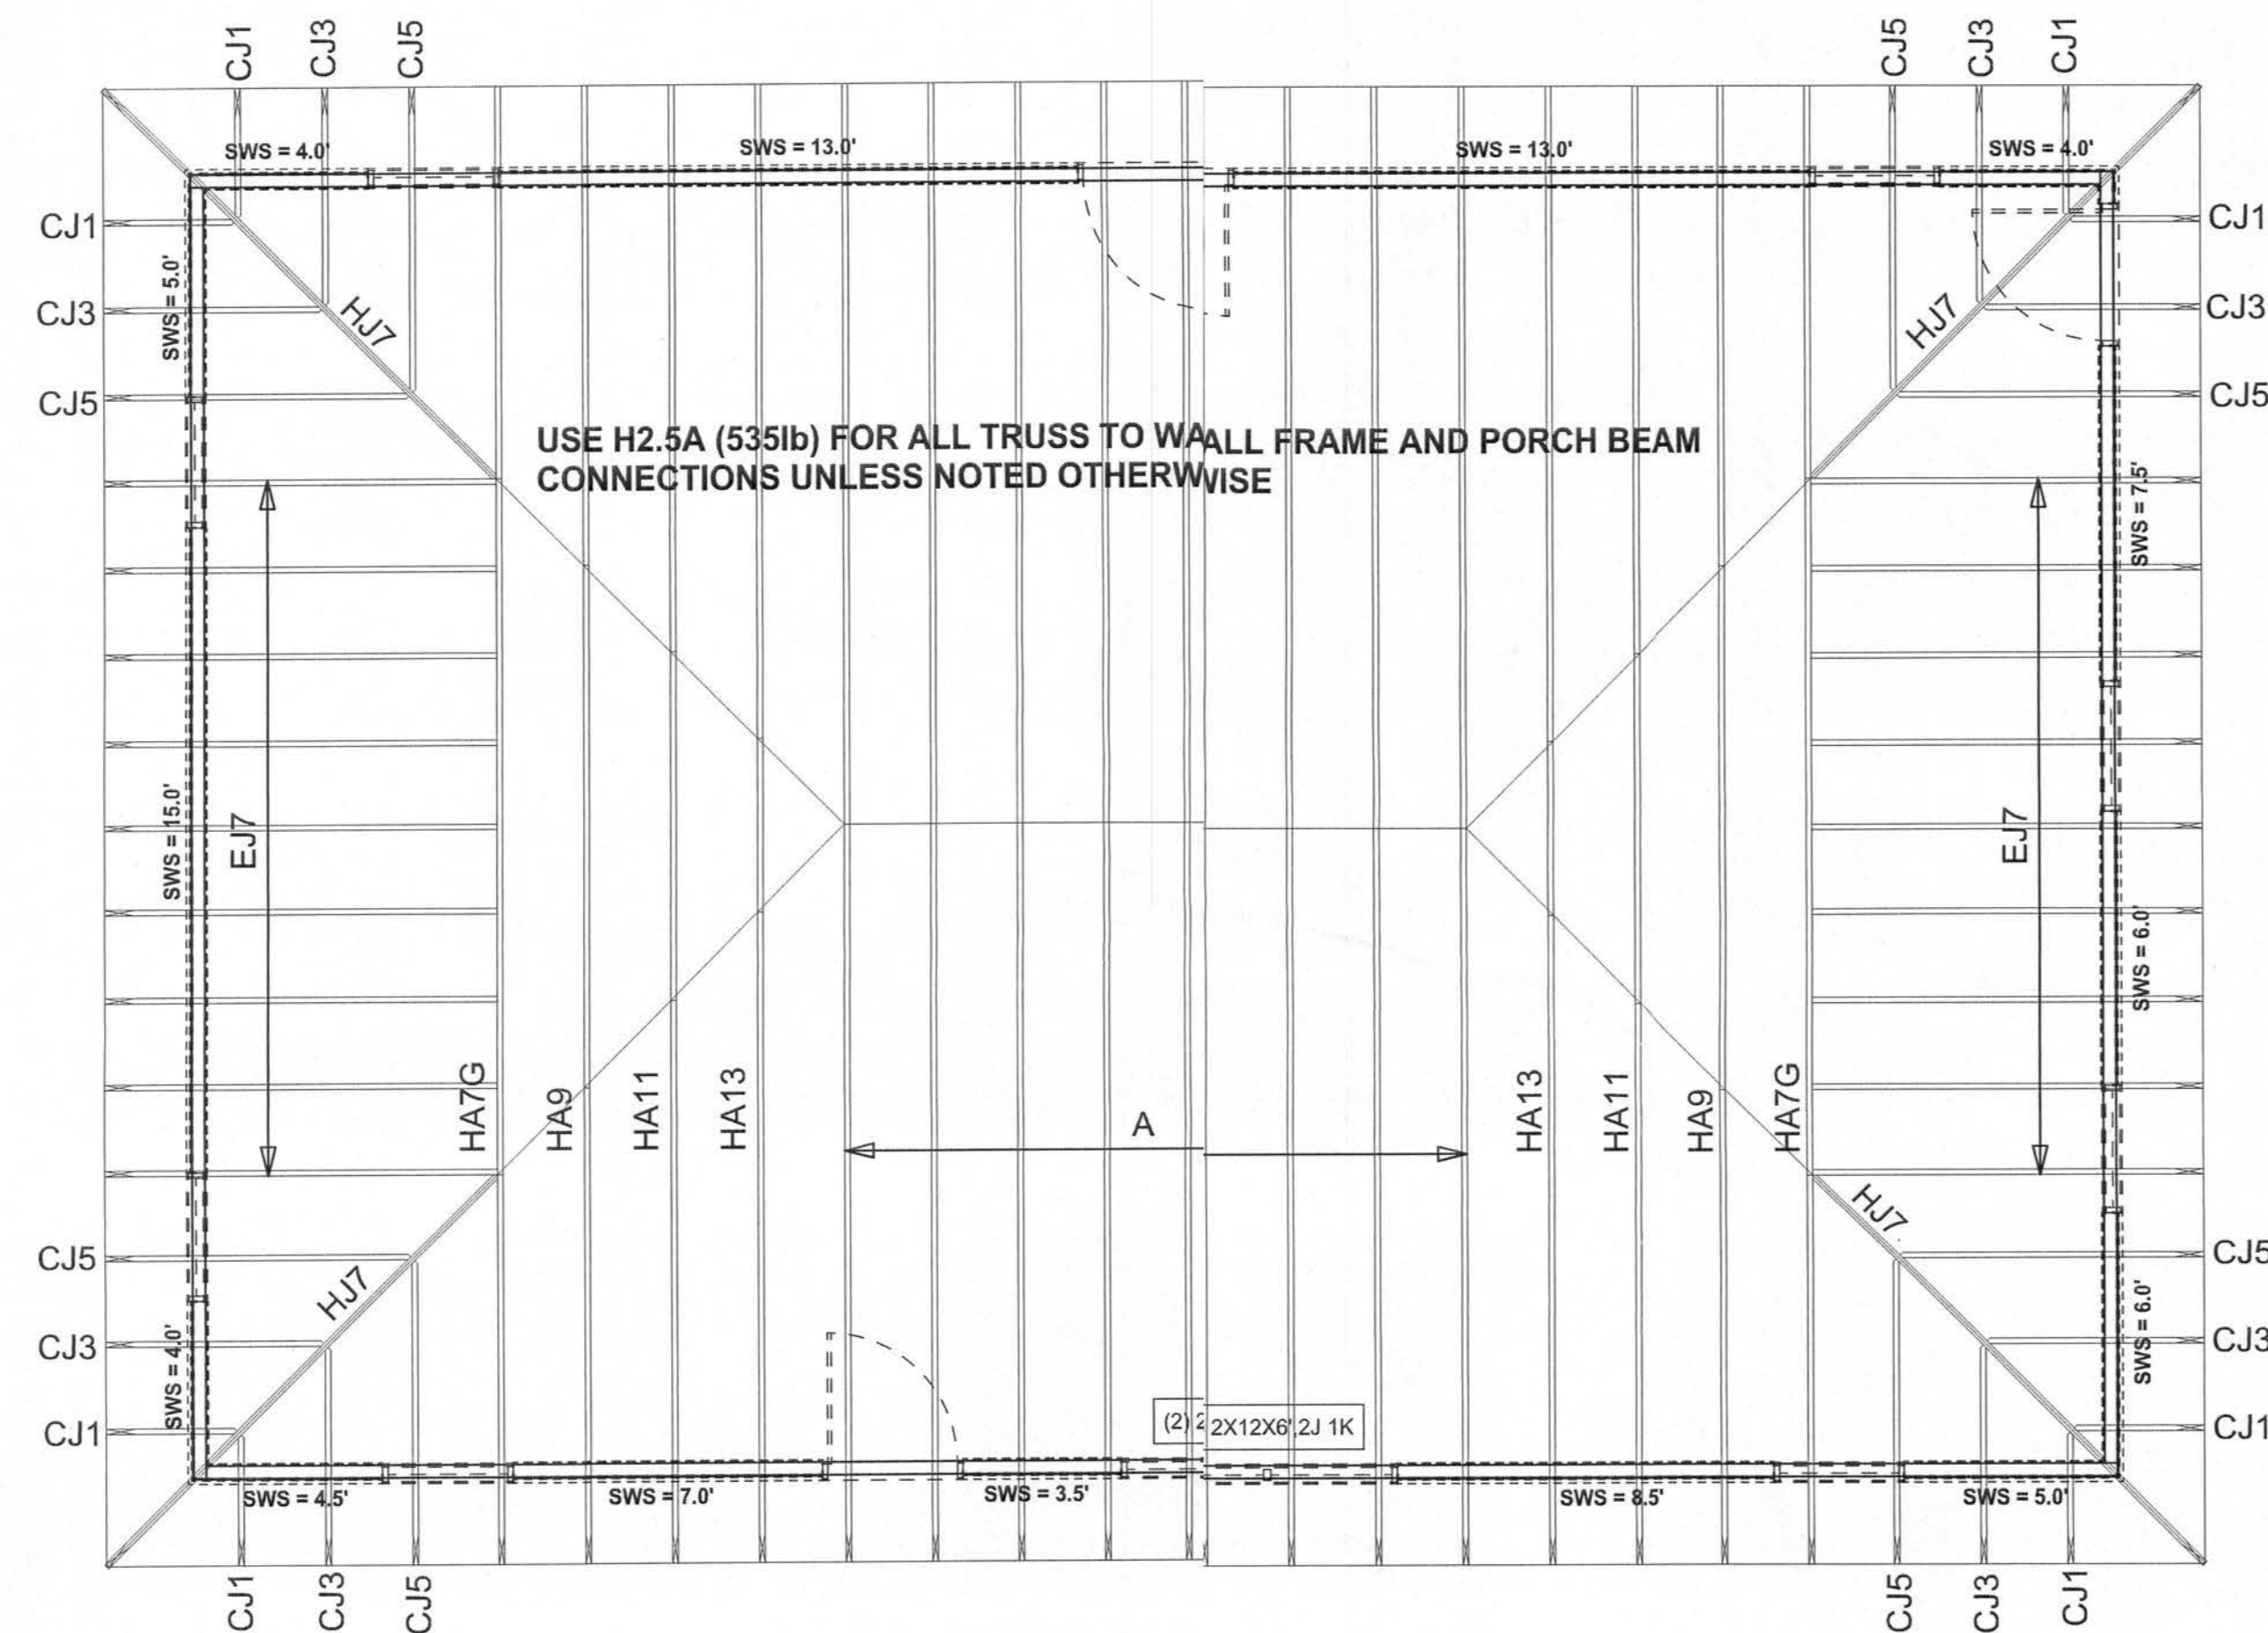 CJ1
CJ3
CJ5
CJ5
CJ3
CJ1
SWS = 4.0'
SWS = 13.0'
SWS = 13.0'
SWS = 4.0'
CJ1
CJ1
SWS = 5.0'
CJ3
HJ7
HJ7
CJ3
CJ5
CJ5
USE H2.5A (535lb) FOR ALL TRUSS TO WAALL FRAME AND PORCH BEAM
CONNECTIONS UNLESS NOTED OTHERWWISE
SWS = 7.5'
SWS = 15.0'
EJ7
EJ7
SWS = 6.0'
HA7G
HA9
HA11
HA13
A
HA13
HA11
HA9
HA7G
HJ7
CJ5
CJ5
HJ7
CJ3
CJ3
SWS = 4.0'
SWS = 6.0'
CJ1
(2) 2 2X12X6',2J 1K
CJ1
SWS = 4.5'
SWS = 7.0'
SWS = 3.5'
SWS = 8.5'
SWS = 5.0'
CJ1
CJ3
CJ5
CJ5
CJ3
CJ1